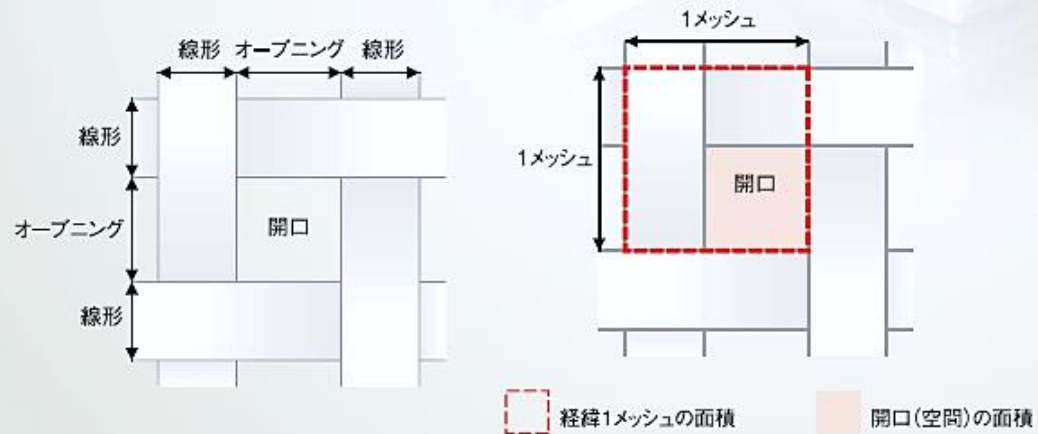 線形 オープニング 線形
線形
オープニング
開口
線形
1メッシュ
1メッシュ
開口
経緯1メッシュの面積
開口(空間)の面積